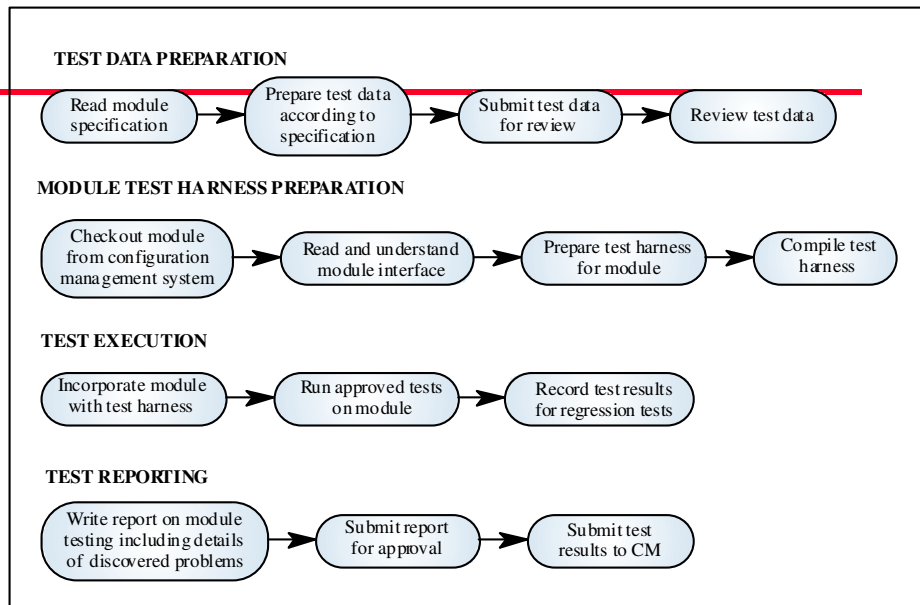 TEST DATA PREPARATION
Read module
specification
Prepare test data
according to
specification
Submit test data
for review
Review test data
MODULE TEST HARNESS PREPARATION
Checkout module
from configuration
management system
Read and understand
module interface
Prepare test harness
for module
Compile test
harness
TEST EXECUTION
Incorporate module
with test harness
Run approved tests
on module
Record test results
for regression tests
TEST REPORTING
Write report on module
testing including details
of discovered problems
Submit report
for approval
Submit test
results to CM